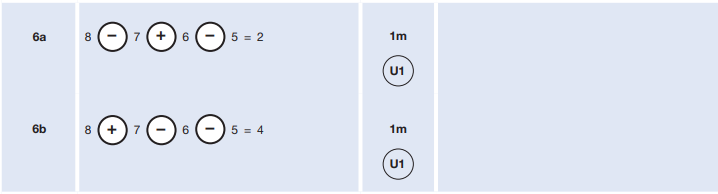 6a 8 − 7 + 6 − 5 = 2 1m
U1
6b 8 + 7 − 6 − 5 = 4 1m
U1